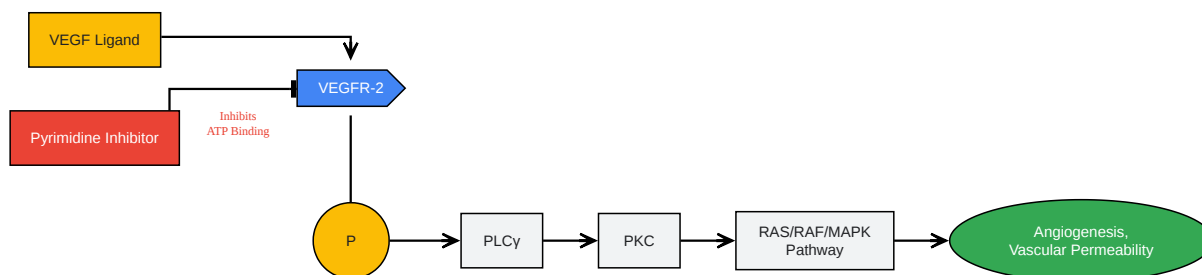 VEGF Ligand
VEGFR-2
Pyrimidine Inhibitor
Inhibits
ATP Binding
P
PLCγ
PKC
RAS/RAF/MAPK
Pathway
Angiogenesis,
Vascular Permeability